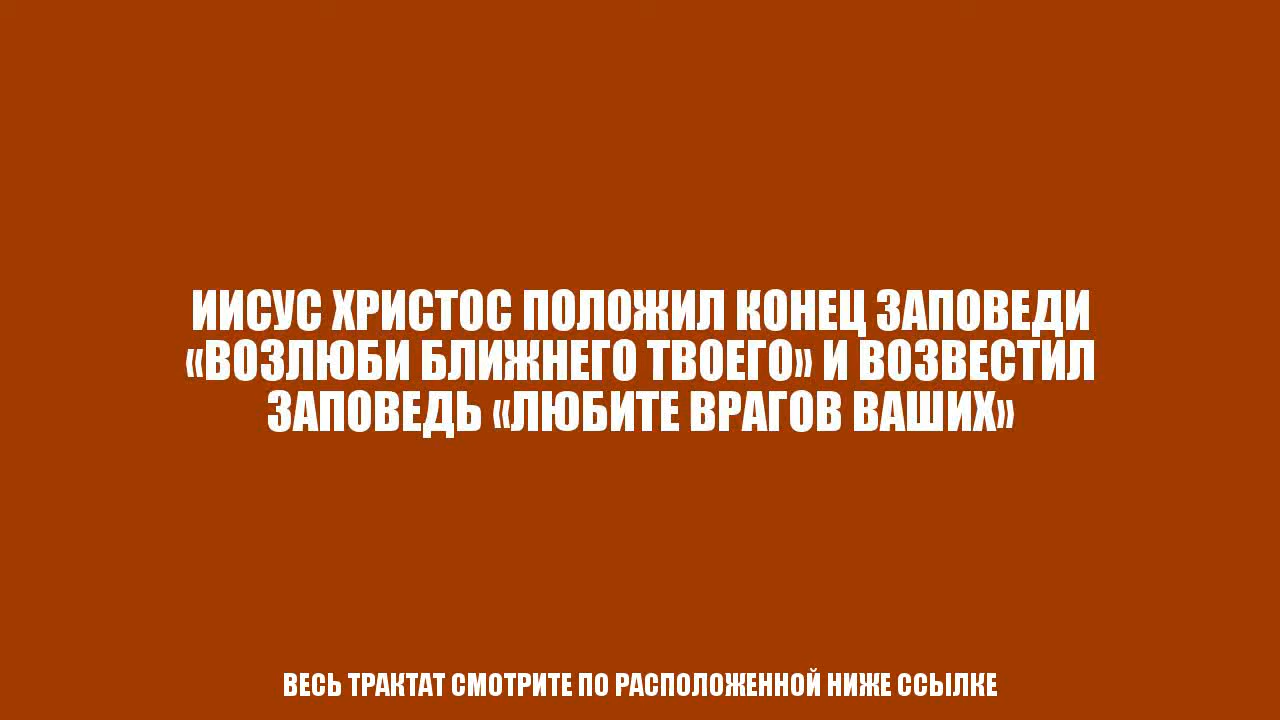 ИИСУС ХРИСТОС ПОЛОЖИЛ КОНЕЦ ЗАПОВЕДИ
«ВОЗЛЮБИ БЛИЖНЕГО ТВОЕГО» И ВОЗВЕСТИЛ
ЗАПОВЕДЬ «ЛЮБИТЕ ВРАГОВ ВАШИХ»
ВЕСЬ ТРАКТАТ СМОТРИТЕ ПО РАСПОЛОЖЕННОЙ НИЖЕ ССЫЛКЕ